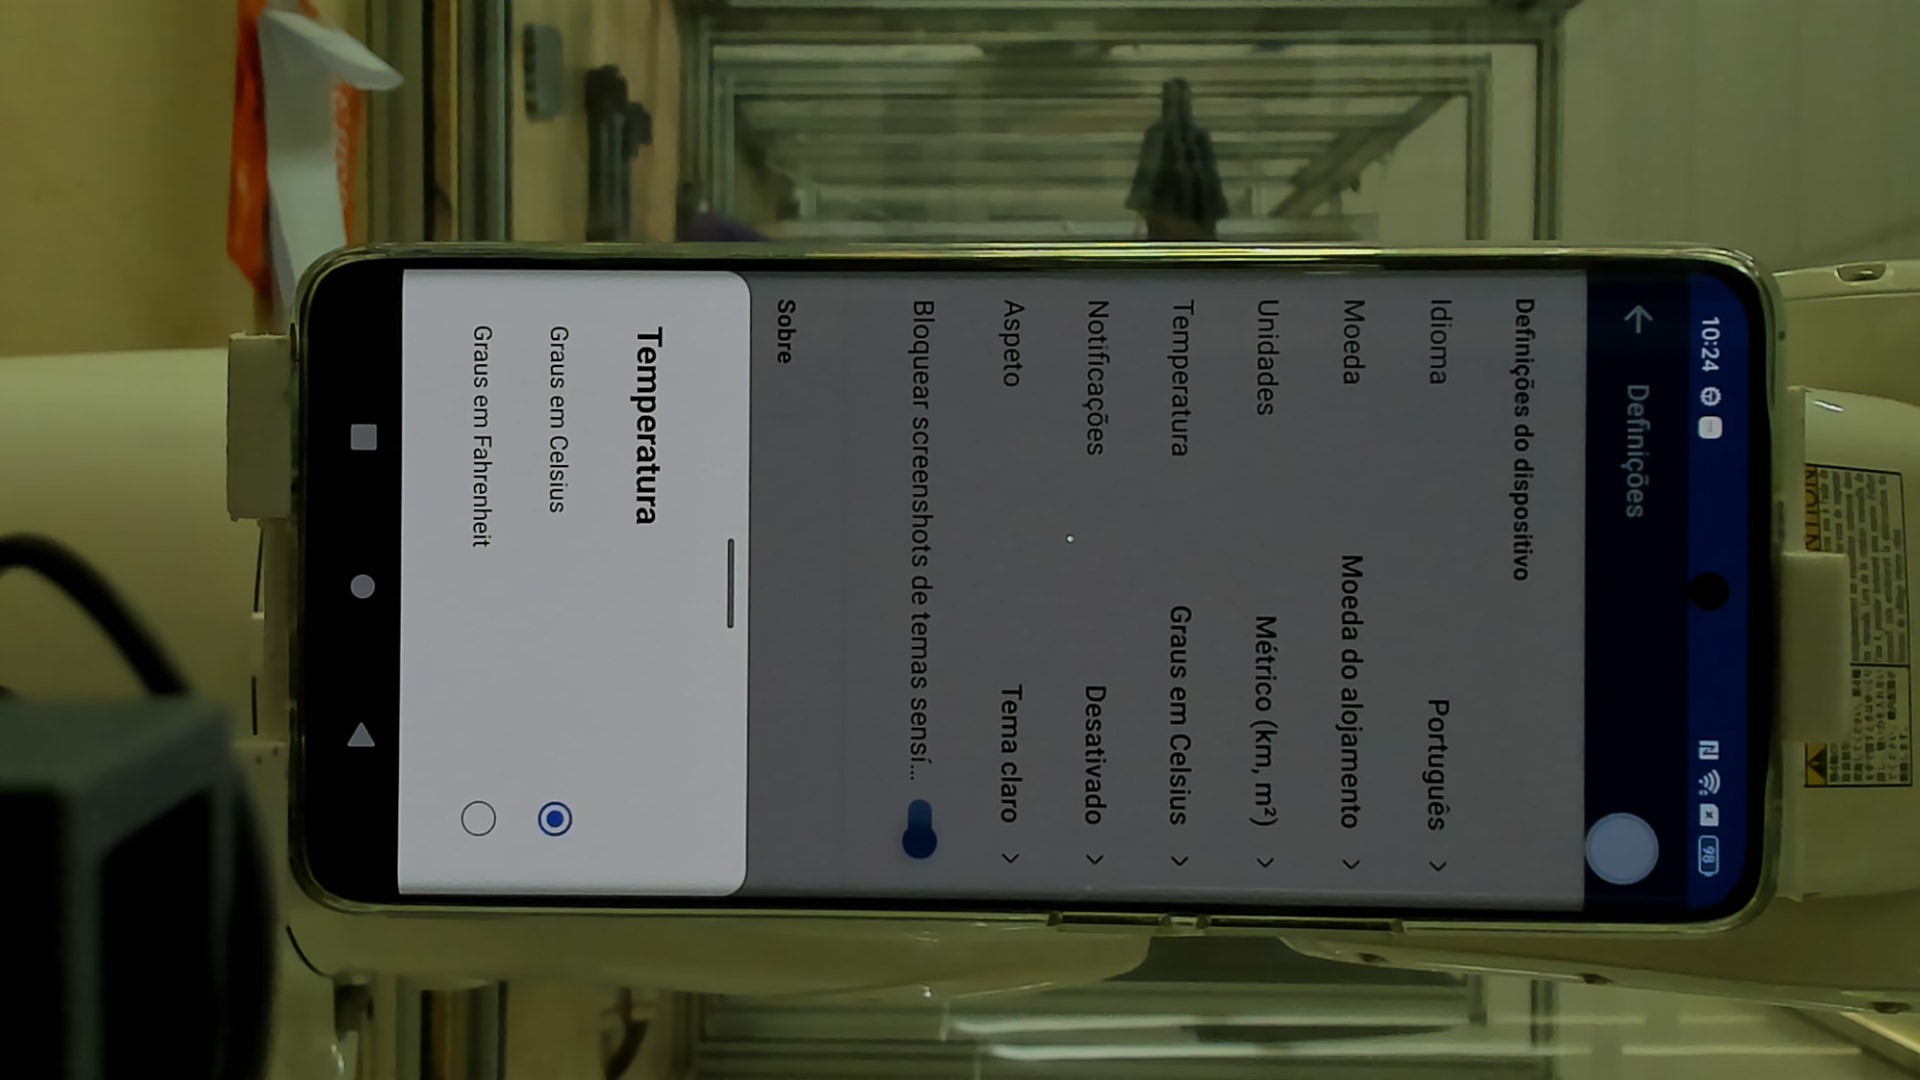 10:24 98
Definições
Definições do dispositivo
Idioma Português
Moeda Moeda do alojamento
Unidades Métrico (km, m²)
Temperatura Graus em Celsius
Notificações Desativado
Aspeto Tema claro
Bloquear screenshots de temas sensí...
Sobre
Temperatura
Graus em Celsius
Graus em Fahrenheit